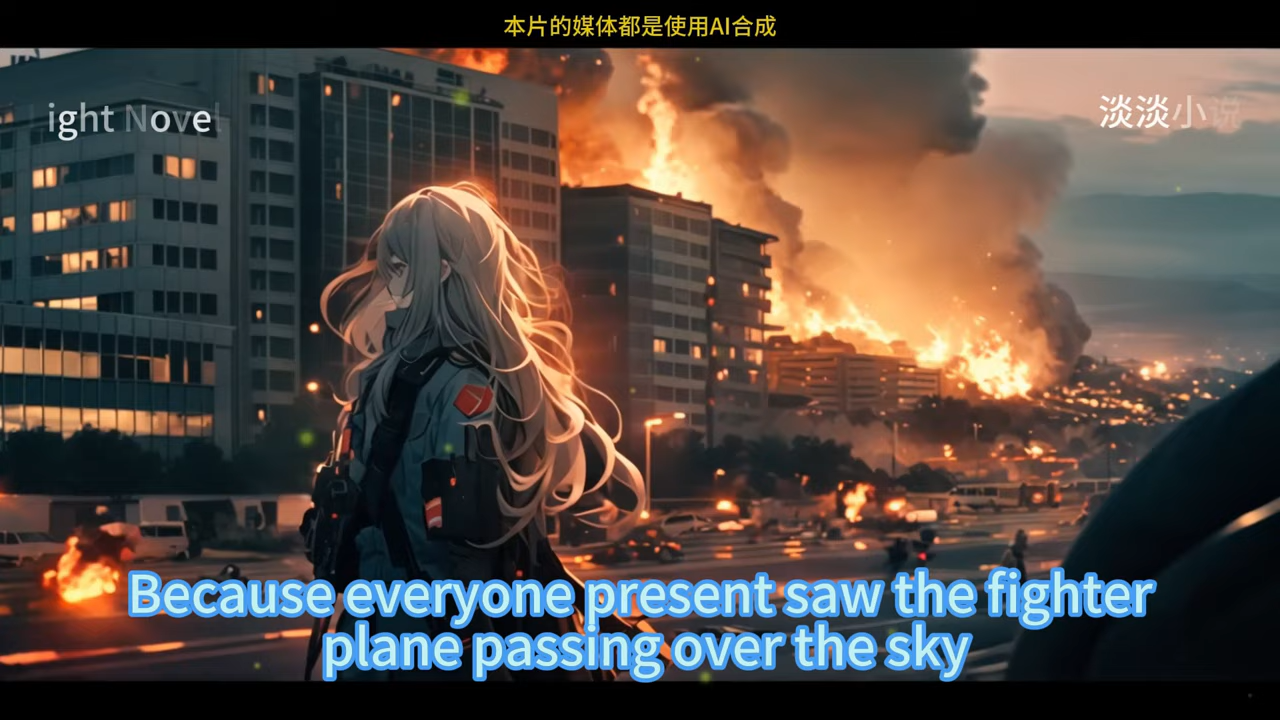 本片的媒体都是使用AI合成
ight Novel
淡淡小说
Because everyone present saw the fighter
plane passing over the sky